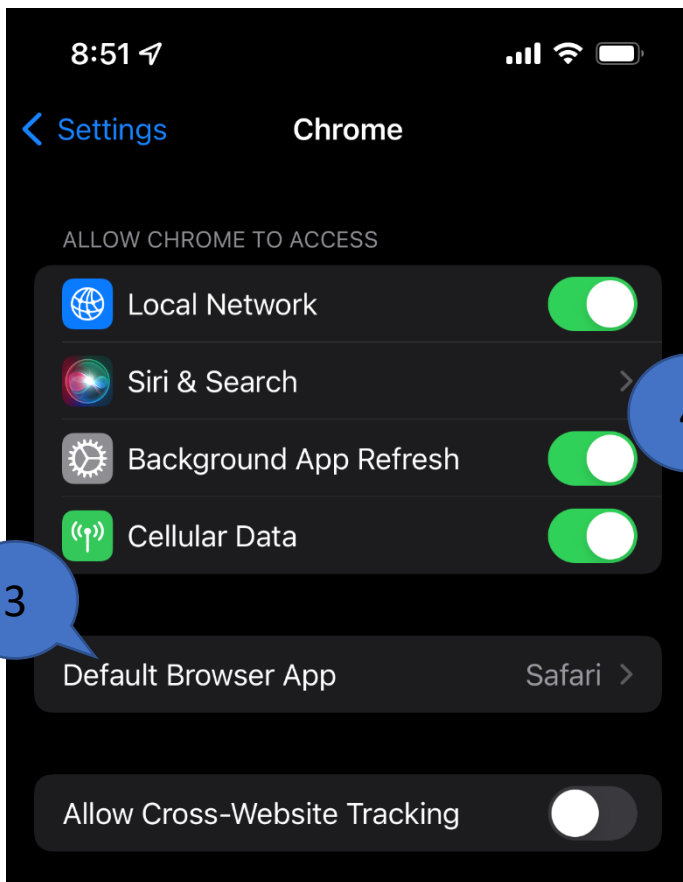 8:51
Settings
Chrome
ALLOW CHROME TO ACCESS
Local Network
Siri & Search
Background App Refresh
Cellular Data
3
Default Browser App Safari
Allow Cross-Website Tracking